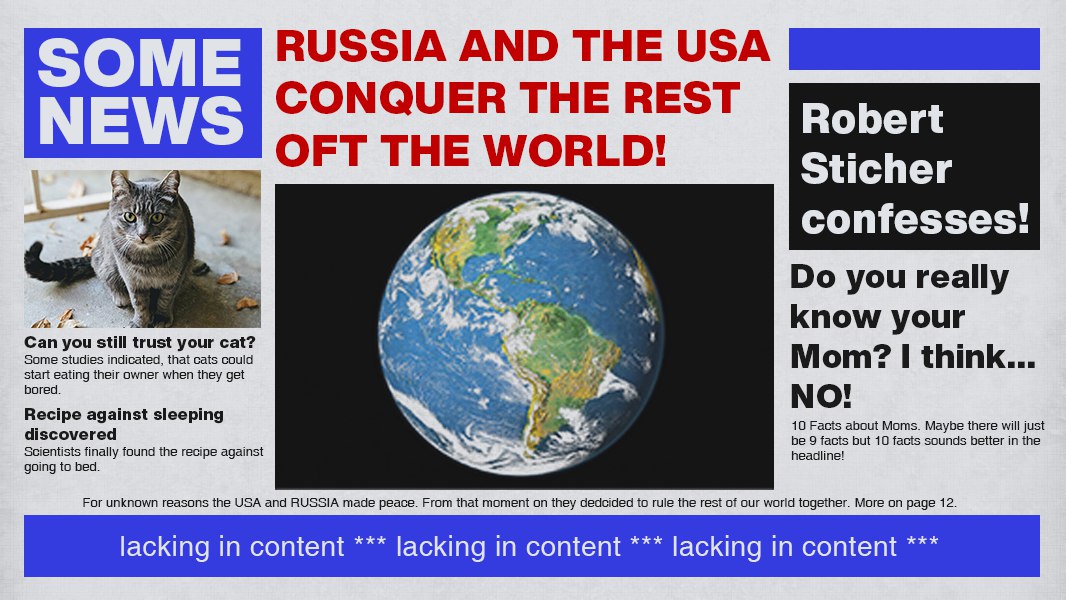 SOME
NEWS
Can you still trust your cat?
Some studies indicated, that cats could
start eating their owner when they get
bored.
Recipe against sleeping
discovered
Scientists finally found the recipe against
going to bed.
RUSSIA AND THE USA
CONQUER THE REST
OFT THE WORLD!
Robert
Sticher
confesses!
Do you really
know your
Mom? I think...
NO!
10 Facts about Moms. Maybe there will just
be 9 facts but 10 facts sounds better in the
headline!
For unknown reasons the USA and RUSSIA made peace. From that moment on they dedcided to rule the rest of our world together. More on page 12.
lacking in content *** lacking in content *** lacking in content ***